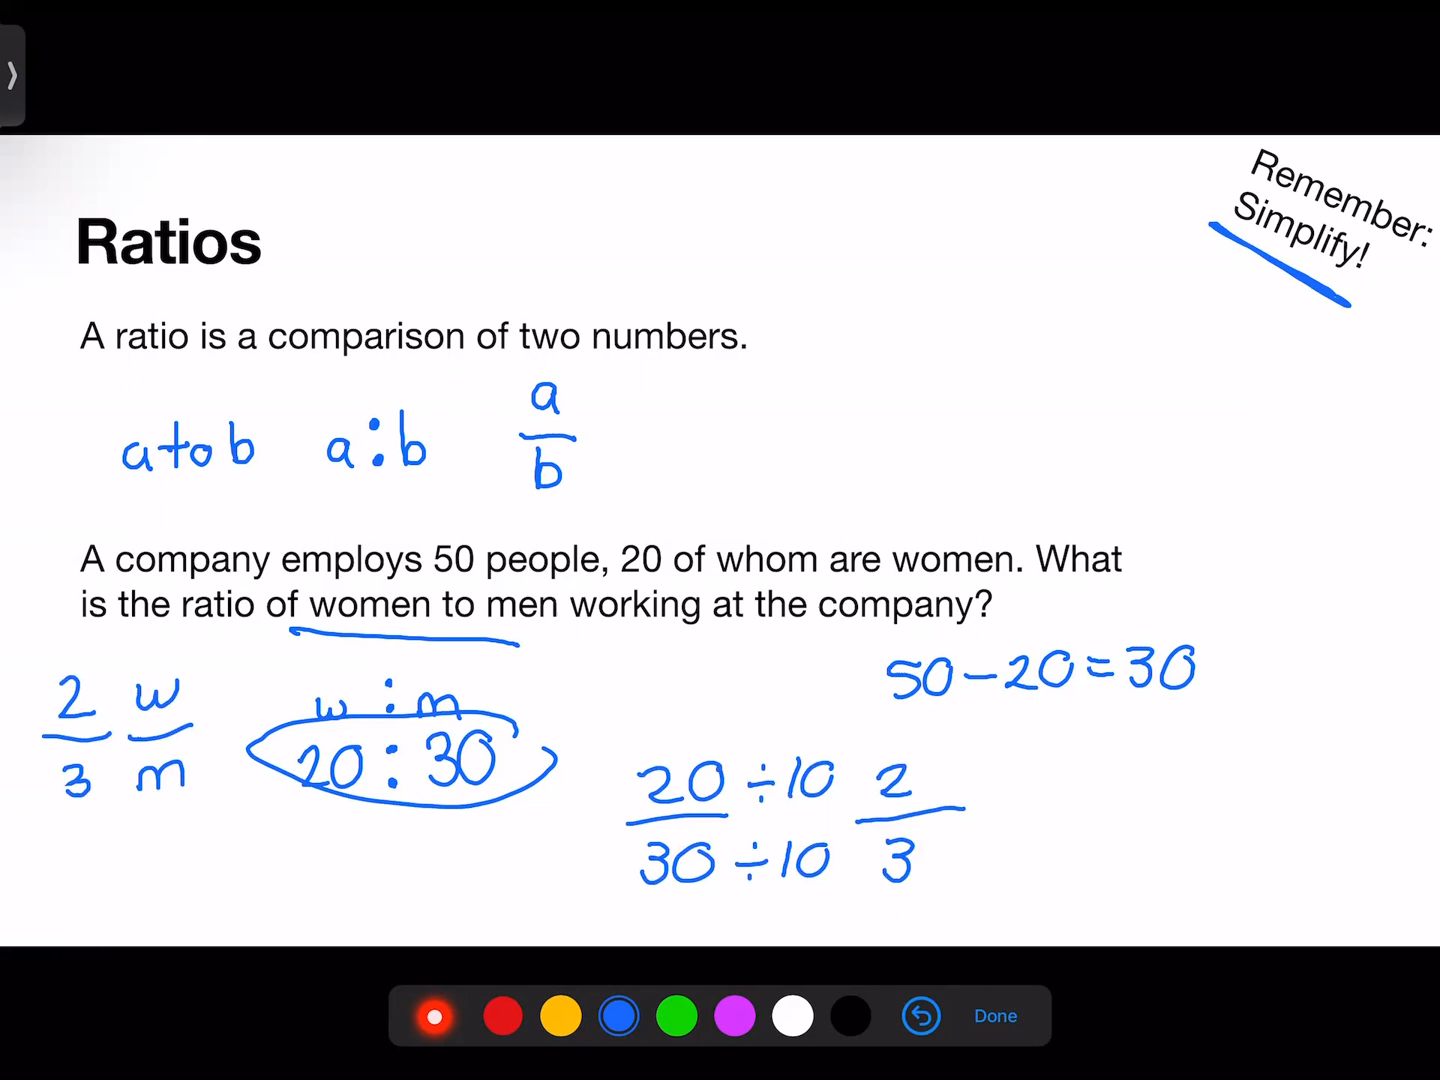 Remember:
Simplify!
Ratios
A ratio is a comparison of two numbers.
a to b   a : b   a/b
A company employs 50 people, 20 of whom are women. What
is the ratio of women to men working at the company?
50 - 20 = 30
2/3   w/m   w : m
20 : 30
20 ÷ 10   2
30 ÷ 10   3
Done